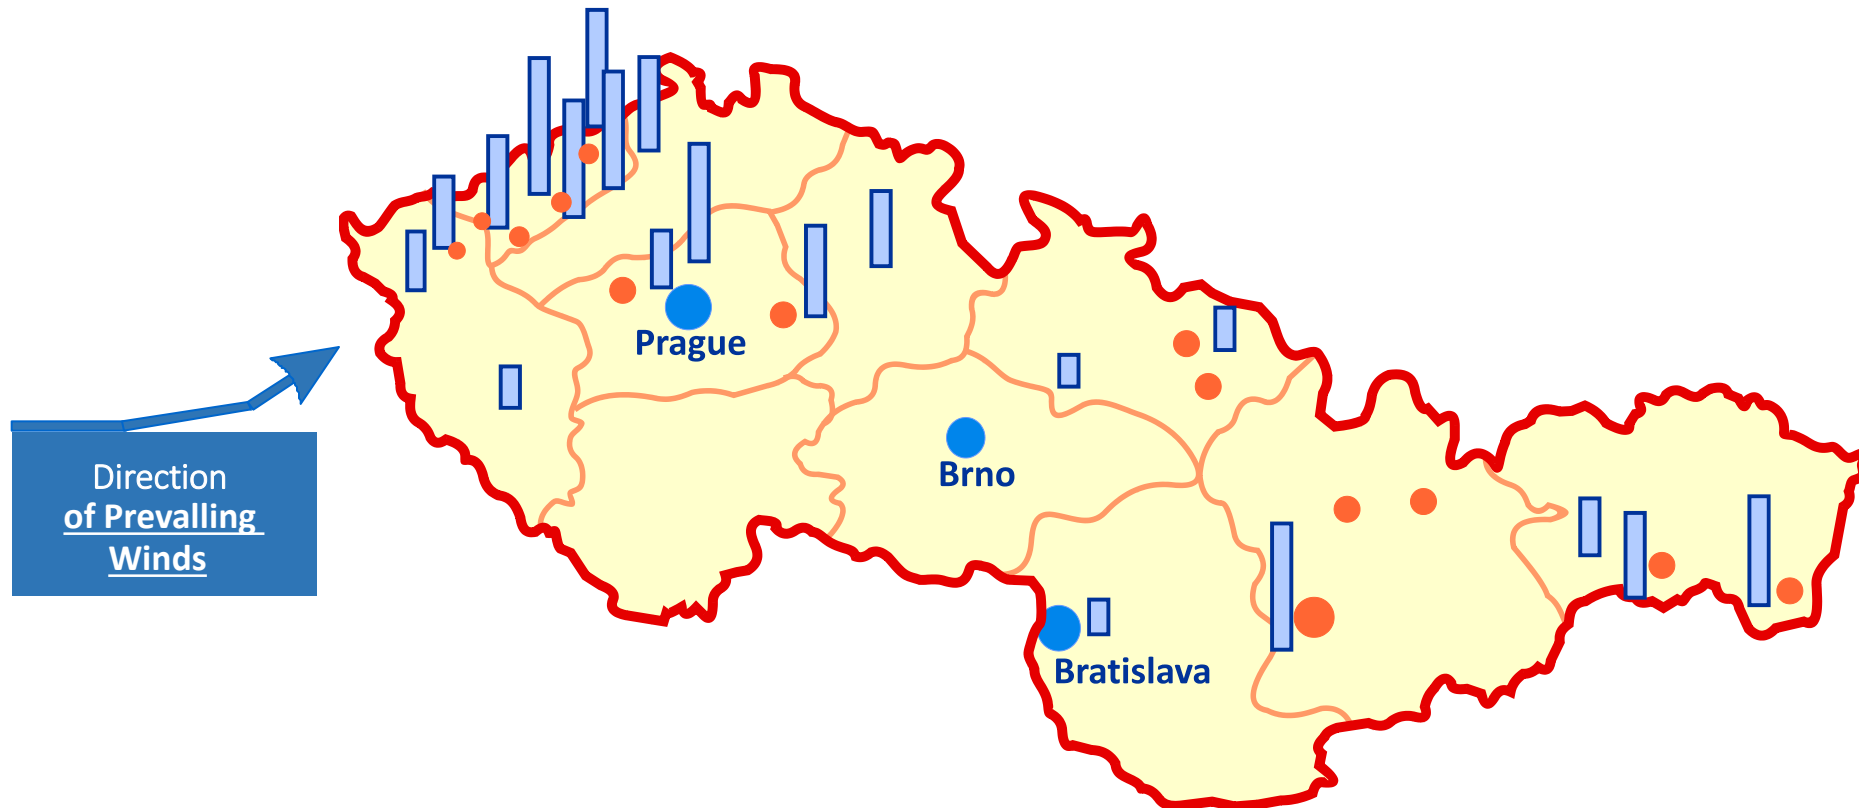 Prague
Brno
Direction
of Prevalling
Winds
Bratislava